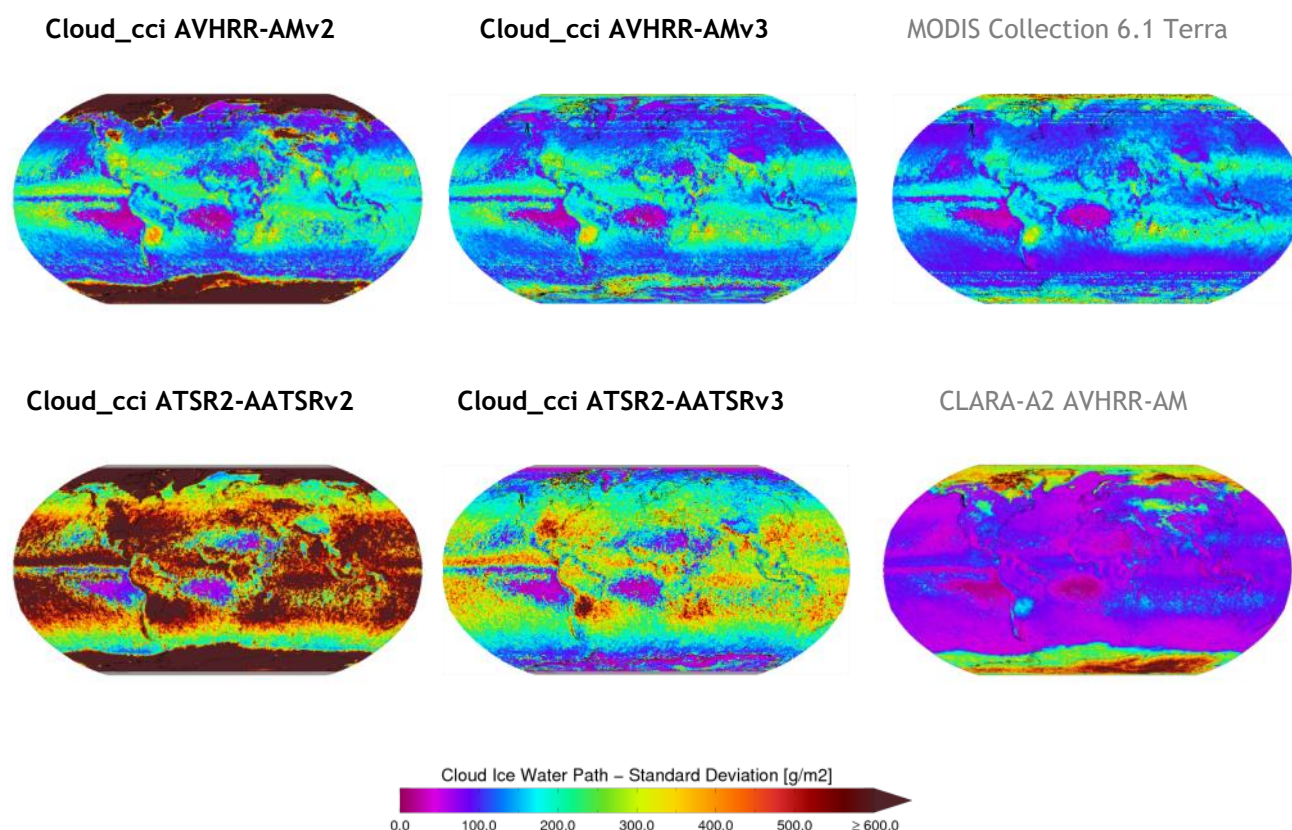 Cloud_cci AVHRR-AMv2
Cloud_cci AVHRR-AMv3
MODIS Collection 6.1 Terra
Cloud_cci ATSR2-AATSRv2
Cloud_cci ATSR2-AATSRv3
CLARA-A2 AVHRR-AM
Cloud Ice Water Path – Standard Deviation [g/m2]
0.0 100.0 200.0 300.0 400.0 500.0 ≥ 600.0